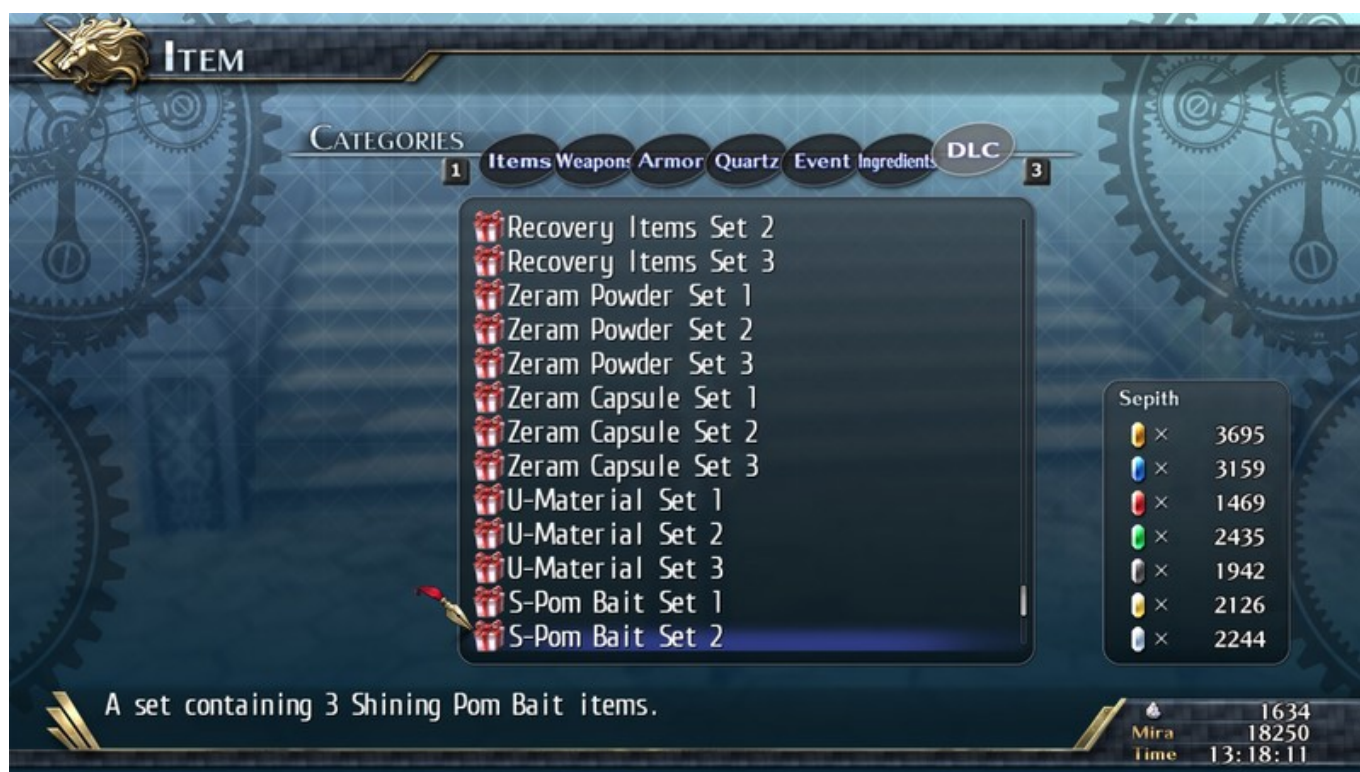 ITEM
CATEGORIES
1 Items Weapons Armor Quartz Event Ingredients DLC 3
Recovery Items Set 2
Recovery Items Set 3
Zeram Powder Set 1
Zeram Powder Set 2
Zeram Powder Set 3
Zeram Capsule Set 1
Zeram Capsule Set 2
Zeram Capsule Set 3
U-Material Set 1
U-Material Set 2
U-Material Set 3
S-Pom Bait Set 1
S-Pom Bait Set 2
Sepith
× 3695
× 3159
× 1469
× 2435
× 1942
× 2126
× 2244
A set containing 3 Shining Pom Bait items.
1634
Mira 18250
Time 13:18:11